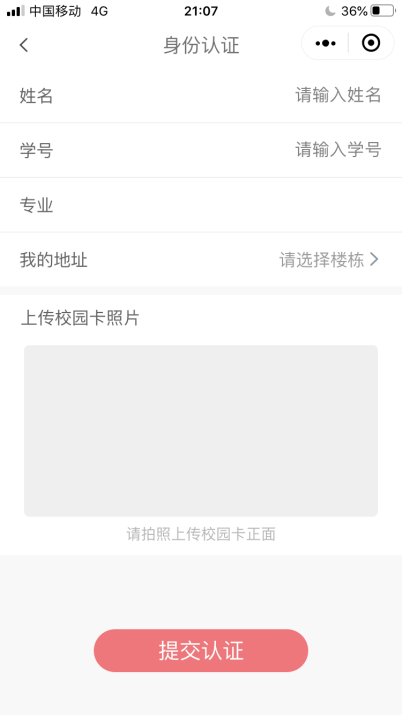 中国移动 4G 21:07 36%
身份认证
姓名 请输入姓名
学号 请输入学号
专业
我的地址 请选择楼栋
上传校园卡照片
请拍照上传校园卡正面
提交认证